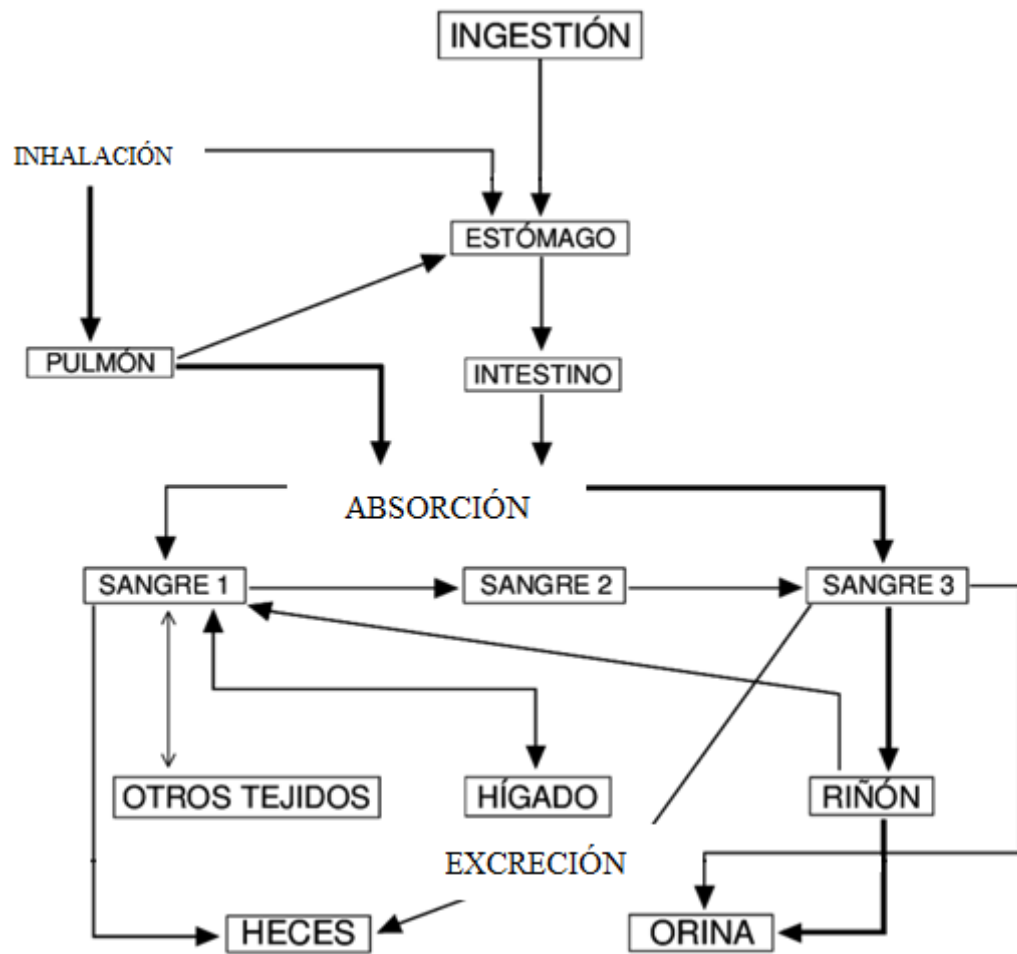 INGESTIÓN
INHALACIÓN
ESTÓMAGO
PULMÓN
INTESTINO
ABSORCIÓN
SANGRE 1
SANGRE 2
SANGRE 3
OTROS TEJIDOS
HÍGADO
RIÑÓN
EXCRECIÓN
HECES
ORINA